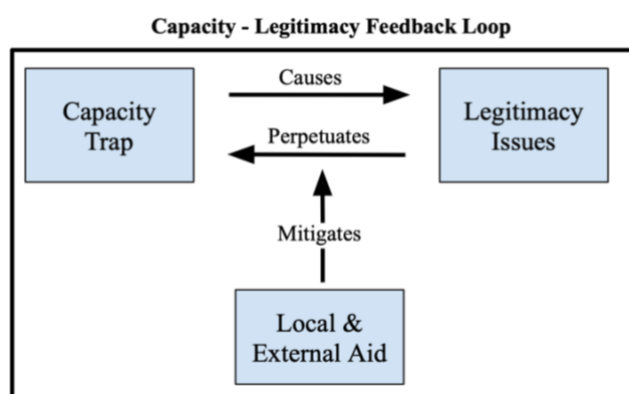 Capacity - Legitimacy Feedback Loop
Capacity
Trap
Causes
Perpetuates
Legitimacy
Issues
Mitigates
Local &
External Aid